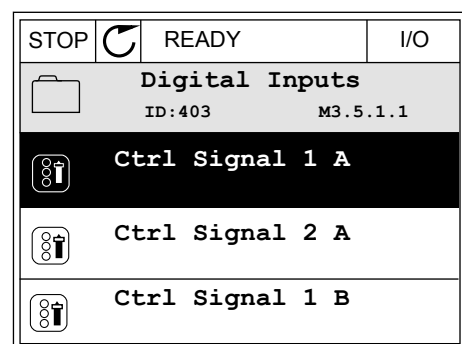 STOP READY I/O
Digital Inputs
ID:403 M3.5.1.1
Ctrl Signal 1 A
Ctrl Signal 2 A
Ctrl Signal 1 B